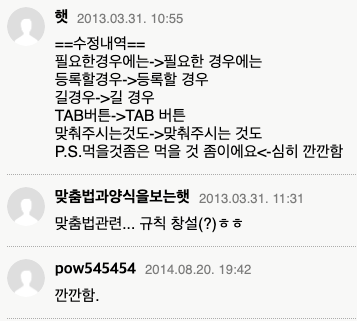 햇 2013.03.31. 10:55
==수정내역==
필요한경우에는->필요한 경우에는
등록할경우->등록할 경우
길경우->길 경우
TAB버튼->TAB 버튼
맞춰주시는것도->맞춰주시는 것도
P.S.먹을것좀은 먹을 것 좀이에요<-심히 깐깐함
맞춤법과양식을보는햇 2013.03.31. 11:31
맞춤법관련... 규칙 창설(?)ㅎㅎ
pow545454 2014.08.20. 19:42
깐깐함.